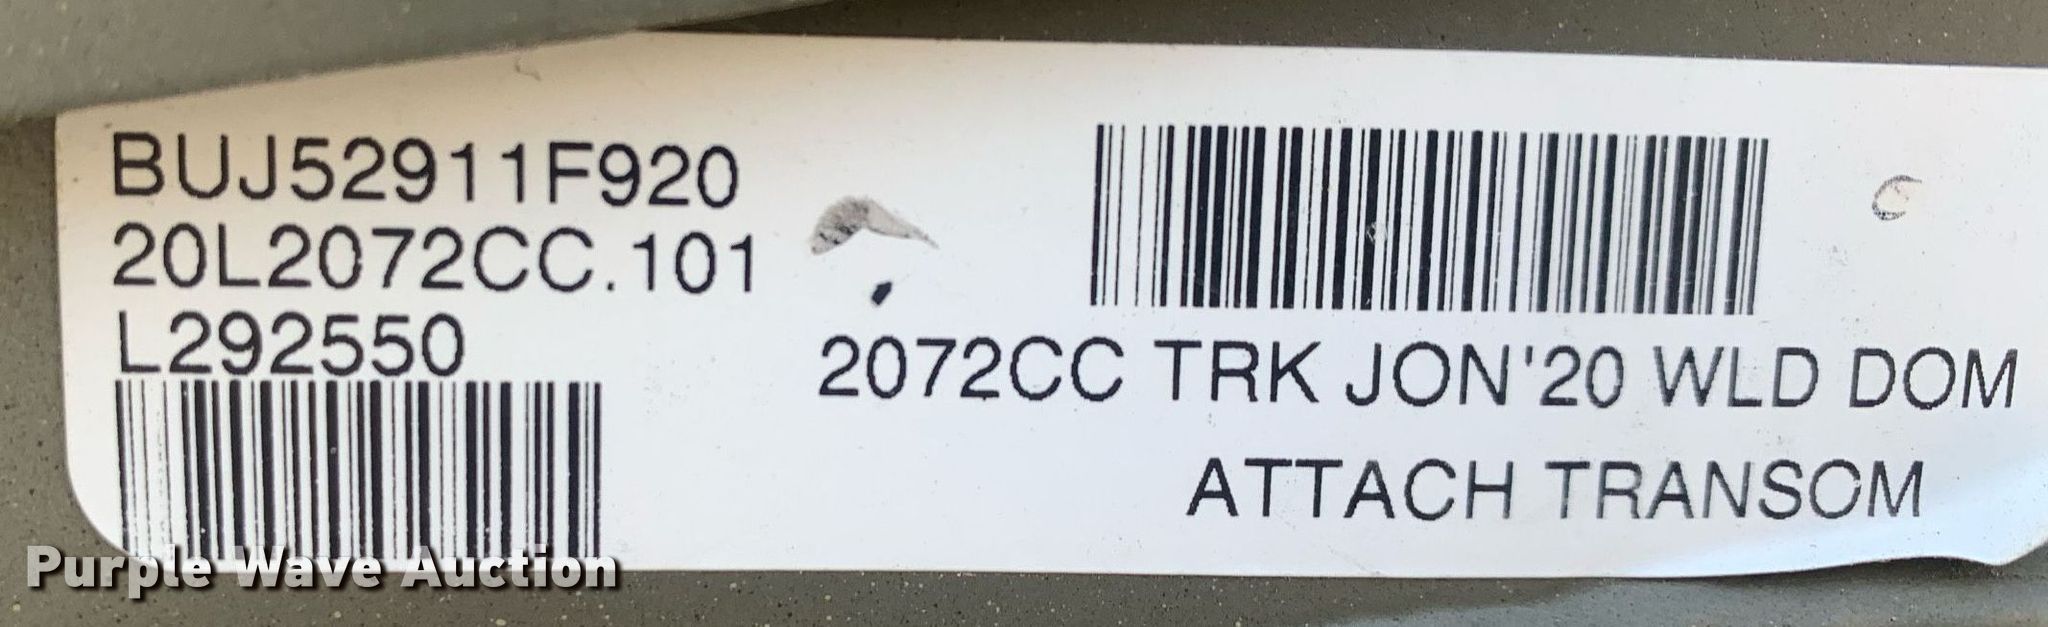 BUJ52911F920
20L2072CC.101
L292550
2072CC TRK JON'20 WLD DOM
ATTACH TRANSOM
Purple Wave Auction